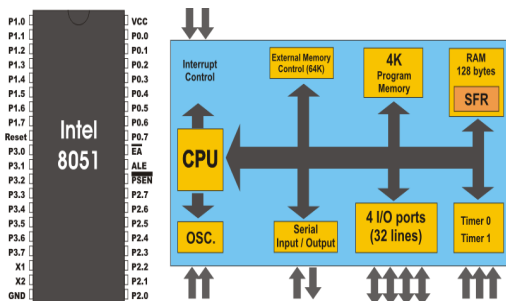 P1.0
P1.1
P1.2
P1.3
P1.4
P1.5
P1.6
P1.7
Reset
P3.0
P3.1
P3.2
P3.3
P3.4
P3.5
P3.6
P3.7
X1
X2
GND
Intel
8051
VCC
P0.0
P0.1
P0.2
P0.3
P0.4
P0.5
P0.6
P0.7
EA
ALE
PSEN
P2.7
P2.6
P2.5
P2.4
P2.3
P2.2
P2.1
P2.0
Interrupt
Control
External Memory
Control (64K)
4K
Program
Memory
RAM
128 bytes
SFR
CPU
OSC.
Serial
Input / Output
4 I/O ports
(32 lines)
Timer 0
Timer 1